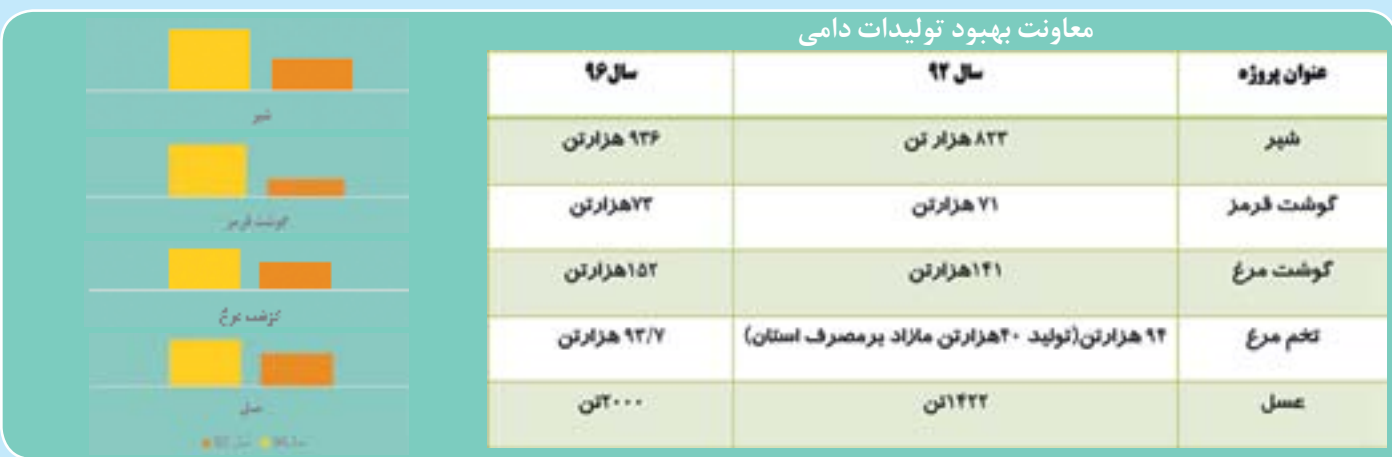 معاونت بهبود تولیدات دامی
عنوان پروژه سال ۹۲ سال۹۶
شیر ۸۲۳ هزار تن ۹۳۶ هزارتن
گوشت قرمز ۷۱ هزارتن ۷۳هزارتن
گوشت مرغ ۱۴۱هزارتن ۱۵۲هزارتن
تخم مرغ ۹۴ هزارتن(تولید ۴۰هزارتن مازاد برمصرف استان) ۹۳/۷ هزارتن
عسل ۱۴۲۲تن ۲۰۰۰تن
شیر
گوشت قرمز
گوشت مرغ
عسل